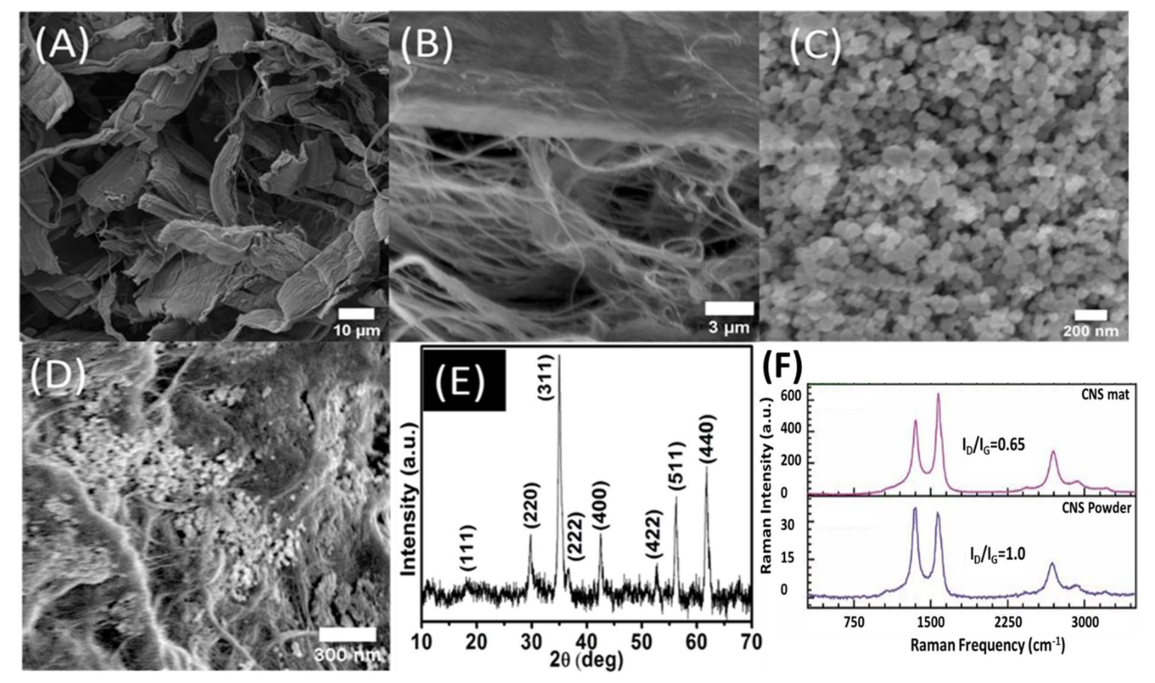 (A)
10 µm
(B)
3 µm
(C)
200 nm
(D)
300 nm
(E)
Intensity (a.u.)
(111)
(220)
(311)
(222)
(400)
(422)
(511)
(440)
10 20 30 40 50 60 70
2θ (deg)
(F)
Raman Intensity (a.u.)
600
400
200
0
CNS mat
I_D/I_G=0.65
30
15
0
CNS Powder
I_D/I_G=1.0
750 1500 2250 3000
Raman Frequency (cm⁻¹)